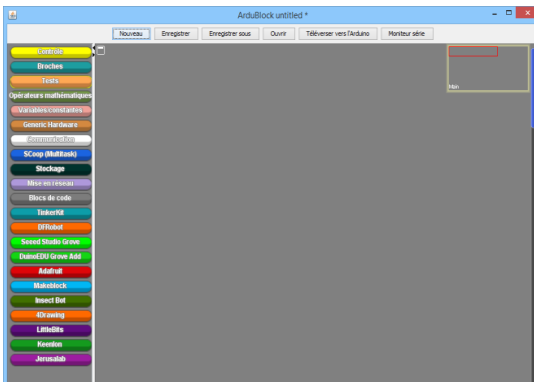 ArduBlock untitled *
Nouveau Enregistrer Enregistrer sous Ouvrir Téléverser vers l'Arduino Moniteur série
Contrôle
Broches
Tests
Opérateurs mathématiques
Variables/constantes
Generic Hardware
Communication
SCoop (Multitask)
Stockage
Mise en réseau
Blocs de code
TinkerKit
DFRobot
Seeed Studio Grove
DuinoEDU Grove Add
Adafruit
Makeblock
Insect Bot
4Drawing
LittleBits
Keenlon
Jerusalab
Main